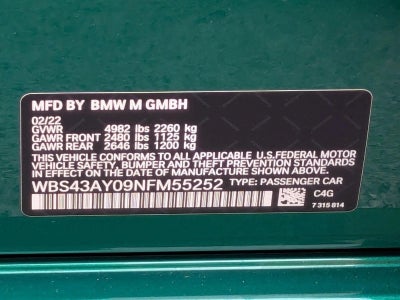 MFD BY BMW M GMBH
02/22
GVWR 4982 lbs 2260 kg
GAWR FRONT 2480 lbs 1125 kg
GAWR REAR 2646 lbs 1200 kg
THIS VEHICLE CONFORMS TO ALL APPLICABLE U.S.FEDERAL MOTOR
VEHICLE SAFETY, BUMPER, AND THEFT PREVENTION STANDARDS
IN EFFECT ON THE DATE OF MANUFACTURE SHOWN ABOVE.
WBS43AY09NFM55252 TYPE: PASSENGER CAR
C4G
7 315 814